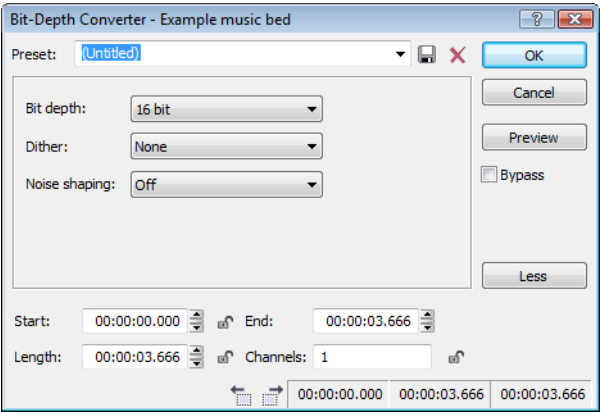 Bit-Depth Converter - Example music bed
Preset: (Untitled) OK
Cancel
Bit depth: 16 bit
Dither: None Preview
Noise shaping: Off Bypass
Less
Start: 00:00:00.000 End: 00:00:03.666
Length: 00:00:03.666 Channels: 1
00:00:00.000 00:00:03.666 00:00:03.666